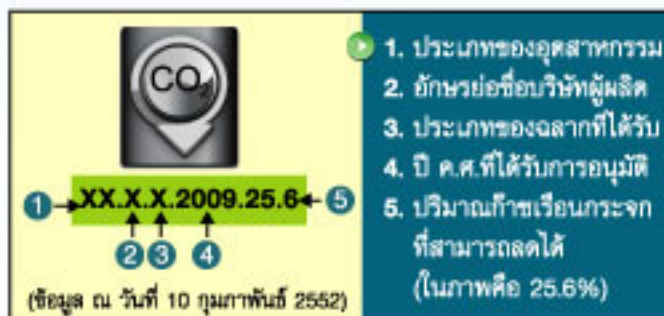 CO2
XX.X.X.2009.25.6
1
2
3
4
5
(ข้อมูล ณ วันที่ 10 กุมภาพันธ์ 2552)
1. ประเภทของอุตสาหกรรม
2. อักษรย่อชื่อบริษัทผู้ผลิต
3. ประเภทของฉลากที่ได้รับ
4. ปี ค.ศ.ที่ได้รับการอนุมัติ
5. ปริมาณก๊าซเรือนกระจก
ที่สามารถลดได้
(ในภาพคือ 25.6%)